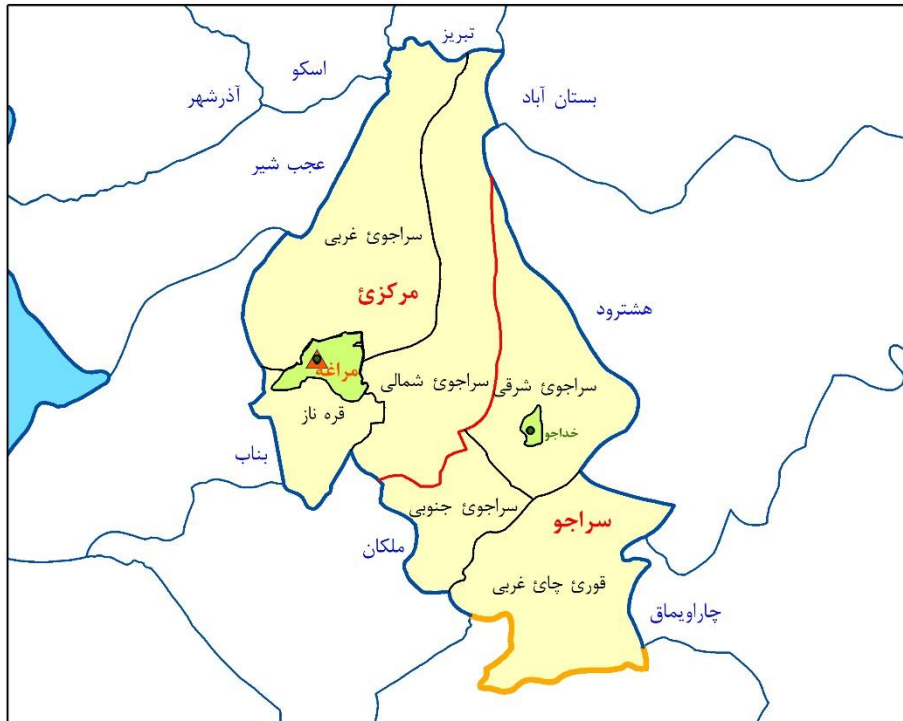 تبریز
اسکو
آذرشهر
بستان آباد
عجب شیر
سراجوئ غربی
مرکزئ
هشترود
مراغه
سراجوئ شمالی
سراجوئ شرقی
قره ناز
خداجو
بناب
سراجوئ جنوبی
سراجو
ملکان
قورئ چائ غربی
چاراویماق